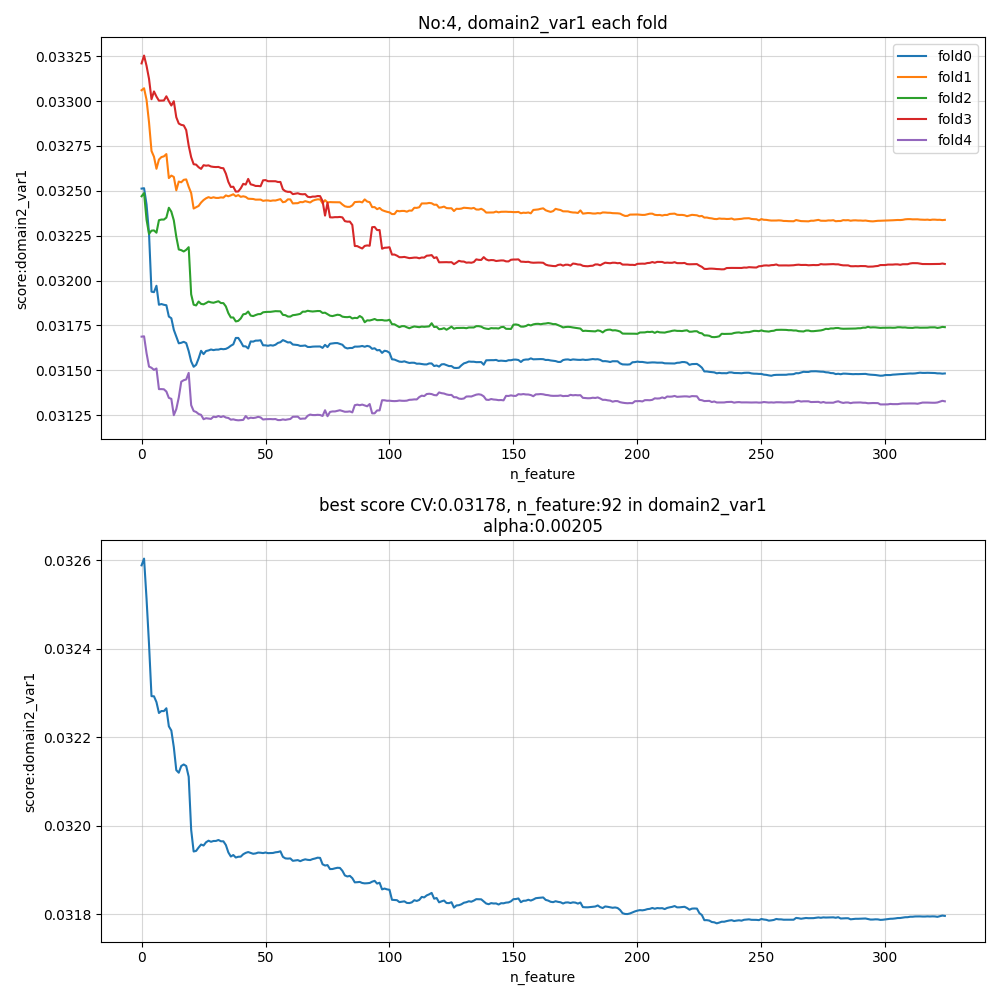 No:4, domain2_var1 each fold
0.03325
0.03300
0.03275
0.03250
0.03225
0.03200
0.03175
0.03150
0.03125
score:domain2_var1
fold0
fold1
fold2
fold3
fold4
0 50 100 150 200 250 300
n_feature
best score CV:0.03178, n_feature:92 in domain2_var1
alpha:0.00205
0.0326
0.0324
0.0322
0.0320
0.0318
score:domain2_var1
0 50 100 150 200 250 300
n_feature